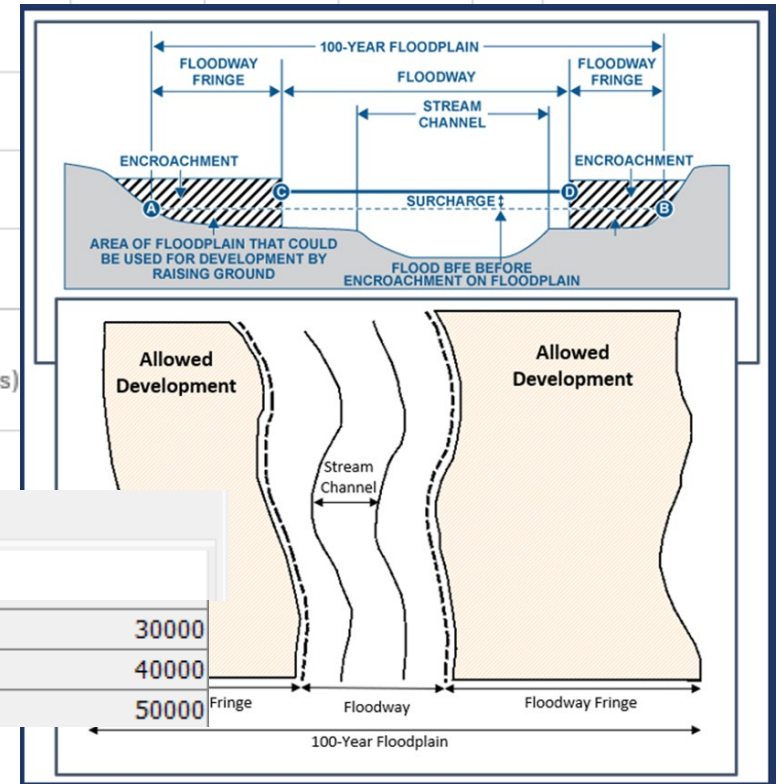 100-YEAR FLOODPLAIN
FLOODWAY
FRINGE
FLOODWAY
FLOODWAY
FRINGE
STREAM
CHANNEL
ENCROACHMENT
ENCROACHMENT
C
D
SURCHARGE
A
B
AREA OF FLOODPLAIN THAT COULD
BE USED FOR DEVELOPMENT BY
RAISING GROUND
FLOOD BFE BEFORE
ENCROACHMENT ON FLOODPLAIN
s)
Allowed
Development
Allowed
Development
Stream
Channel
30000
40000
50000
Fringe
Floodway
Floodway Fringe
100-Year Floodplain